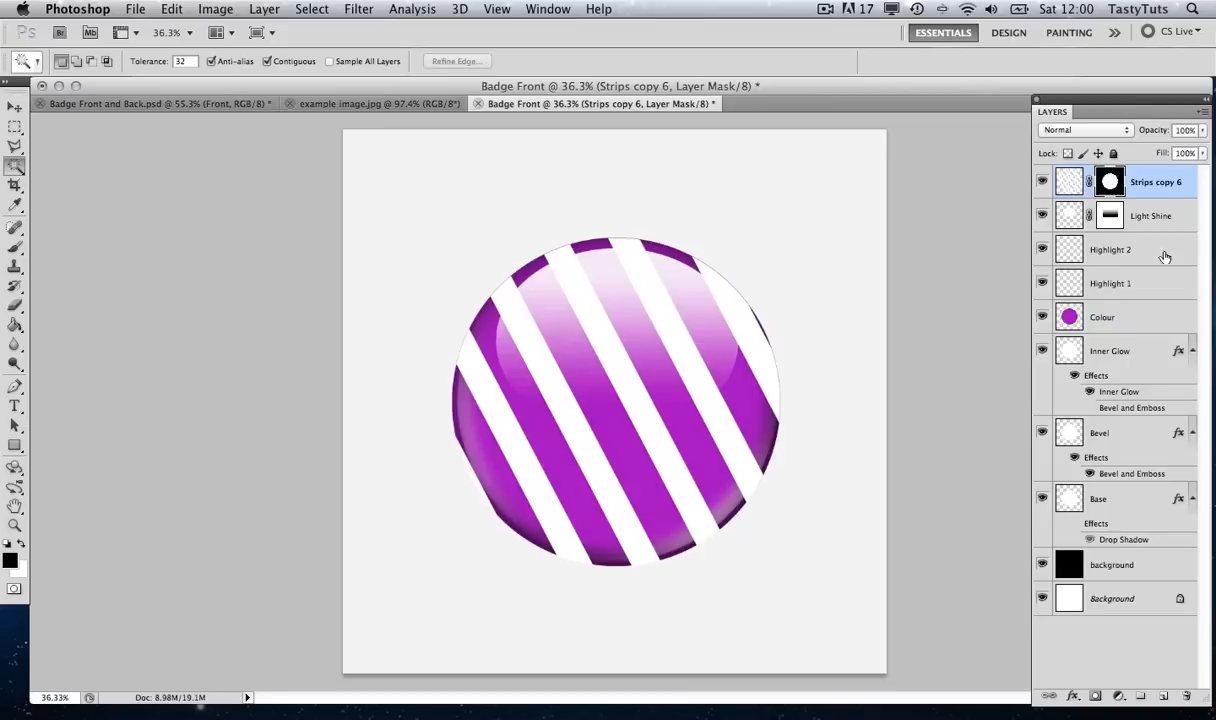 Photoshop File Edit Image Layer Select Filter Analysis 3D View Window Help 17 Sat 12:00 TastyTuts
Ps Br Mb 36.3% ESSENTIALS DESIGN PAINTING CS Live
Tolerance: 32 Anti-alias Contiguous Sample All Layers Refine Edge...
Badge Front @ 36.3% (Strips copy 6, Layer Mask/8) *
Badge Front and Back.psd @ 55.3% (Front, RGB/8) * example image.jpg @ 97.4% (RGB/8*) Badge Front @ 36.3% (Strips copy 6, Layer Mask/8) *
LAYERS
Normal Opacity: 100%
Lock: Fill: 100%
Strips copy 6
Light Shine
Highlight 2
Highlight 1
Colour
Inner Glow fx
Effects
Inner Glow
Bevel and Emboss
Bevel fx
Effects
Bevel and Emboss
Base fx
Effects
Drop Shadow
background
Background
36.33% Doc: 8.98M/19.1M